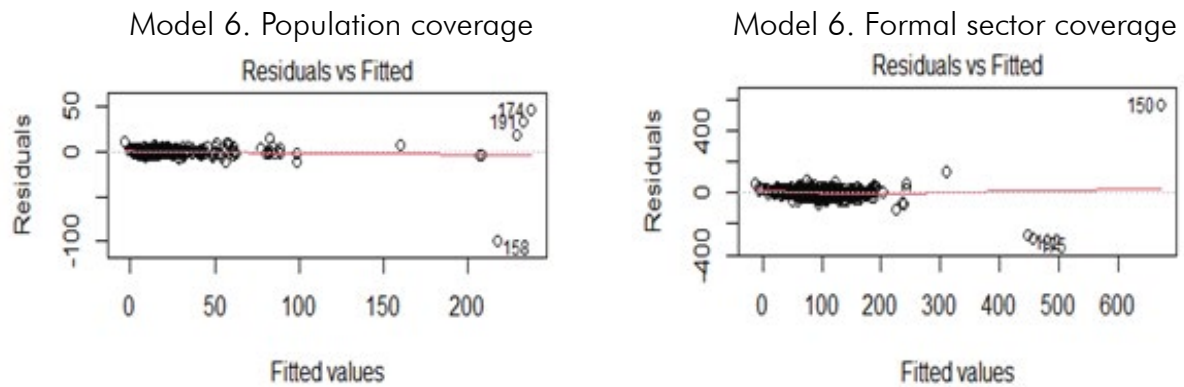 Model 6. Population coverage
Residuals vs Fitted
Residuals
50
0
-100
174
191
158
0 50 100 150 200
Fitted values
Model 6. Formal sector coverage
Residuals vs Fitted
Residuals
400
0
-400
150
0 100 200 300 400 500 600
Fitted values